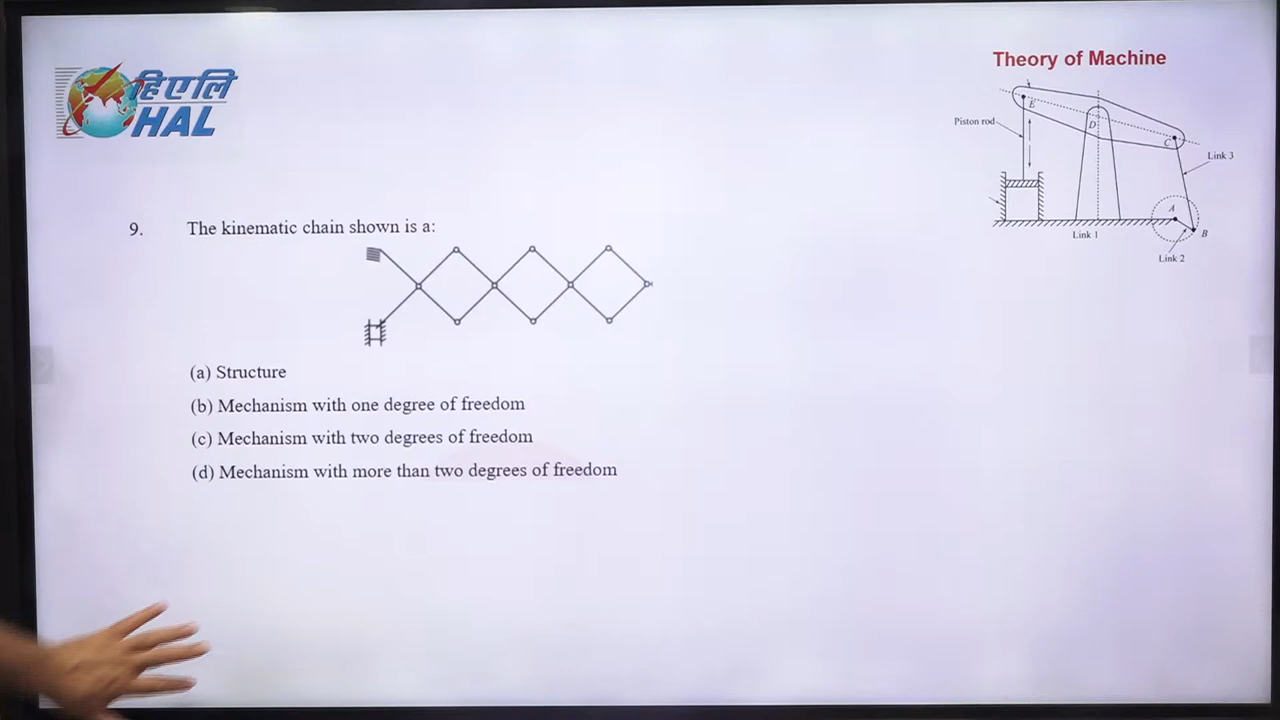 हिएलि
HAL
Theory of Machine
E
D
C
Piston rod
Link 3
A
B
Link 1
Link 2
9. The kinematic chain shown is a:
(a) Structure
(b) Mechanism with one degree of freedom
(c) Mechanism with two degrees of freedom
(d) Mechanism with more than two degrees of freedom